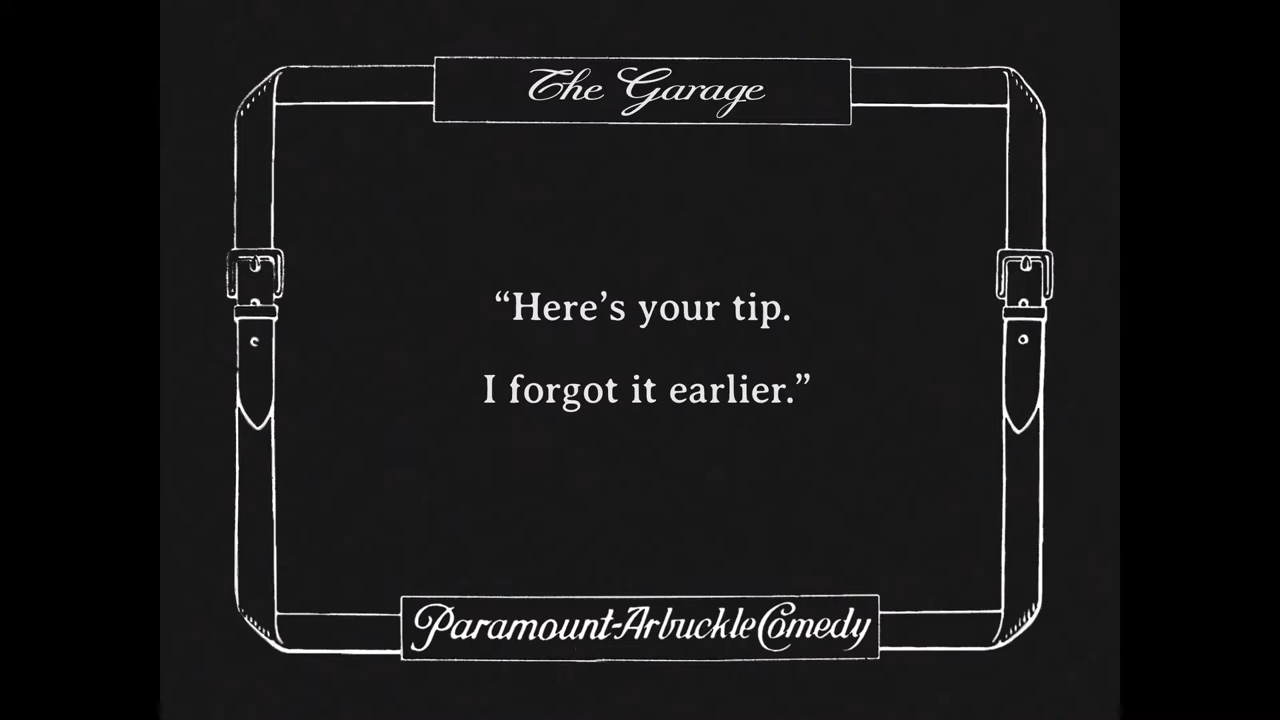 The Garage
“Here’s your tip.
I forgot it earlier.”
Paramount-Arbuckle Comedy